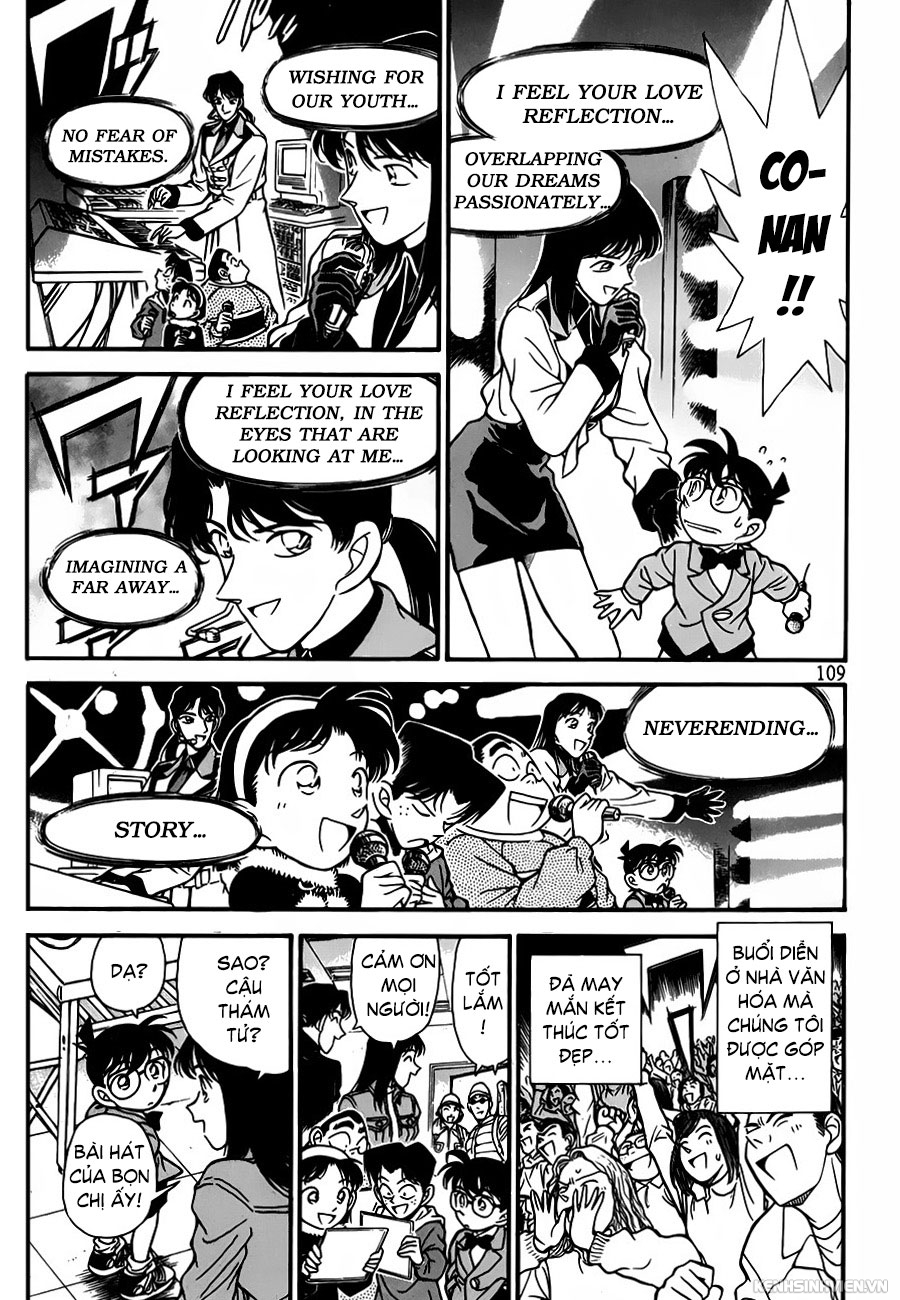 CO-
NAN
!!
I FEEL YOUR LOVE
REFLECTION...
OVERLAPPING
OUR DREAMS
PASSIONATELY...
WISHING FOR
OUR YOUTH...
NO FEAR OF
MISTAKES.
I FEEL YOUR LOVE
REFLECTION, IN THE
EYES THAT ARE
LOOKING AT ME...
IMAGINING A
FAR AWAY...
109
NEVERENDING...
STORY...
BUỔI DIỄN
Ở NHÀ VĂN
HÓA MÀ
CHÚNG TÔI
ĐƯỢC GÓP
MẶT...
ĐÃ MAY
MẮN KẾT
THÚC TỐT
ĐẸP...
TỐT
LẮM
!
CẢM ƠN
MỌI
NGƯỜI!
SAO?
CẬU
THÁM
TỬ?
DẠ?
BÀI HÁT
CỦA BỌN
CHỊ ẤY!
KENHSINHVIEN.VN